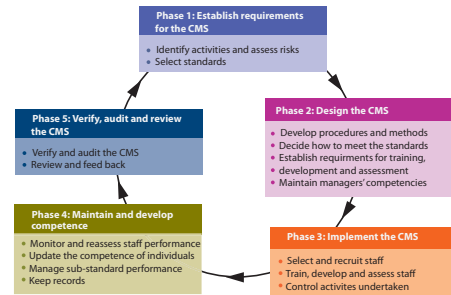 Phase 1: Establish requirements
for the CMS
• Identify activities and assess risks
• Select standards
Phase 2: Design the CMS
• Develop procedures and methods
• Decide how to meet the standards
• Establish requirments for training,
• development and assessment
• Maintain managers' competencies
Phase 3: Implement the CMS
• Select and recruit staff
• Train, develop and assess staff
• Control activites undertaken
Phase 4: Maintain and develop
competence
• Monitor and reassess staff performance
• Update the competence of individuals
• Manage sub-standard performance
• Keep records
Phase 5: Verify, audit and review
the CMS
• Verify and audit the CMS
• Review and feed back